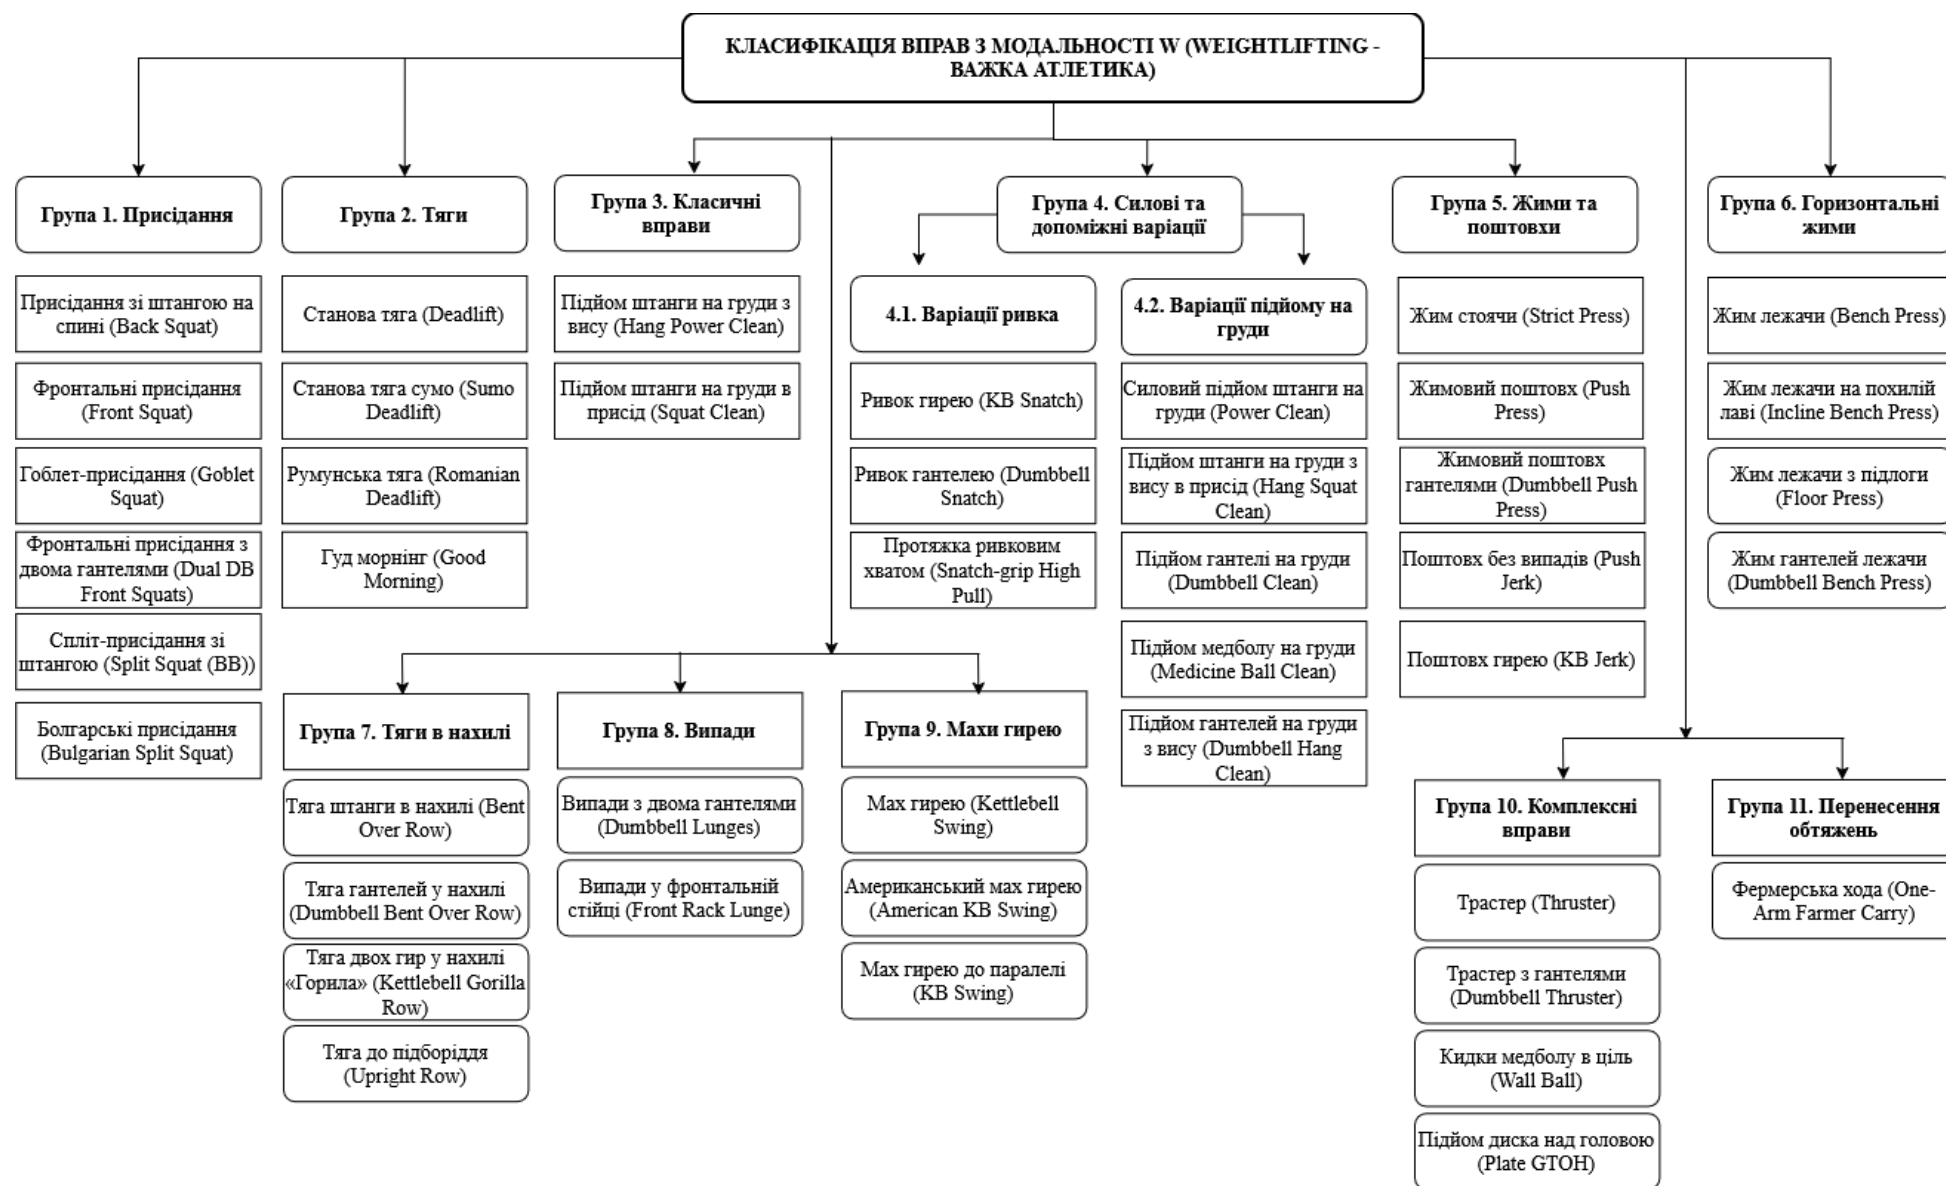 КЛАСИФІКАЦІЯ ВПРАВ З МОДАЛЬНОСТІ W (WEIGHTLIFTING -
ВАЖКА АТЛЕТИКА)
Група 1. Присідання
Присідання зі штангою на
спині (Back Squat)
Фронтальні присідання
(Front Squat)
Гоблет-присідання (Goblet
Squat)
Фронтальні присідання з
двома гантелями (Dual DB
Front Squats)
Спліт-присідання зі
штангою (Split Squat (BB))
Болгарські присідання
(Bulgarian Split Squat)
Група 2. Тяги
Станова тяга (Deadlift)
Станова тяга сумо (Sumo
Deadlift)
Румунська тяга (Romanian
Deadlift)
Гуд морнінг (Good
Morning)
Група 3. Класичні
вправи
Підйом штанги на груди з
вису (Hang Power Clean)
Підйом штанги на груди в
присід (Squat Clean)
Група 4. Силові та
допоміжні варіації
4.1. Варіації ривка
Ривок гирею (KB Snatch)
Ривок гантелею (Dumbbell
Snatch)
Протяжка ривковим
хватом (Snatch-grip High
Pull)
4.2. Варіації підйому на
груди
Силовий підйом штанги на
груди (Power Clean)
Підйом штанги на груди з
вису в присід (Hang Squat
Clean)
Підйом гантелі на груди
(Dumbbell Clean)
Підйом медболу на груди
(Medicine Ball Clean)
Підйом гантелей на груди
з вису (Dumbbell Hang
Clean)
Група 5. Жими та
поштовхи
Жим стоячи (Strict Press)
Жимовий поштовх (Push
Press)
Жимовий поштовх
гантелями (Dumbbell Push
Press)
Поштовх без випадів (Push
Jerk)
Поштовх гирею (KB Jerk)
Група 6. Горизонтальні
жими
Жим лежачи (Bench Press)
Жим лежачи на похилій
лаві (Incline Bench Press)
Жим лежачи з підлоги
(Floor Press)
Жим гантелей лежачи
(Dumbbell Bench Press)
Група 7. Тяги в нахилі
Тяга штанги в нахилі (Bent
Over Row)
Тяга гантелей у нахилі
(Dumbbell Bent Over Row)
Тяга двох гир у нахилі
«Горила» (Kettlebell Gorilla
Row)
Тяга до підборіддя
(Upright Row)
Група 8. Випади
Випади з двома гантелями
(Dumbbell Lunges)
Випади у фронтальній
стійці (Front Rack Lunge)
Група 9. Махи гирею
Мах гирею (Kettlebell
Swing)
Американський мах гирею
(American KB Swing)
Мах гирею до паралелі
(KB Swing)
Група 10. Комплексні
вправи
Трастер (Thruster)
Трастер з гантелями
(Dumbbell Thruster)
Кидки медболу в ціль
(Wall Ball)
Підйом диска над головою
(Plate GTOH)
Група 11. Перенесення
обтяжень
Фермерська хода (One-
Arm Farmer Carry)